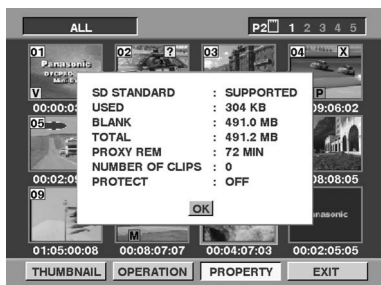 ALL
P2 1 2 3 4 5
01 02 ? 03 04 X
Panasonic
V
P
00:00:0
09:06:02
SD STANDARD : SUPPORTED
USED : 304 KB
BLANK : 491.0 MB
TOTAL : 491.2 MB
PROXY REM : 72 MIN
NUMBER OF CLIPS : 0
PROTECT : OFF
OK
05
00:02:0
08:08:05
09
M
01:05:00:08 00:08:07:07 00:04:07:03 00:02:05:05
THUMBNAIL OPERATION PROPERTY EXIT